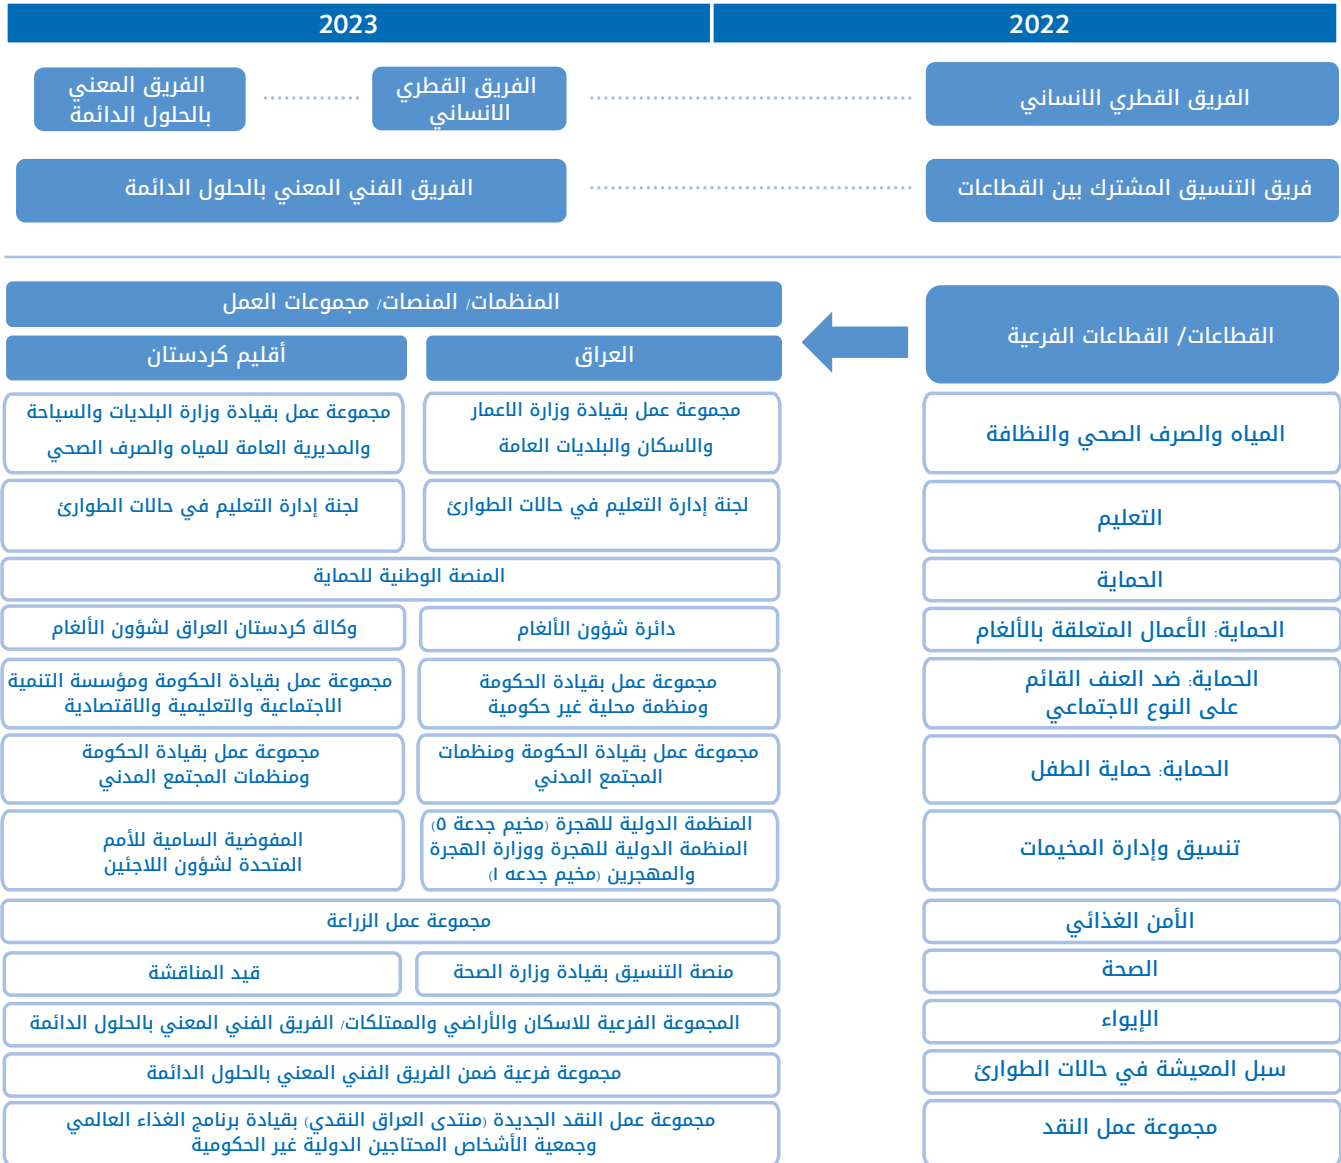 2022
2023
الفريق القطري الانساني
الفريق القطري
الانساني
الفريق المعني
بالحلول الدائمة
فريق التنسيق المشترك بين القطاعات
الفريق الفني المعني بالحلول الدائمة
القطاعات/ القطاعات الفرعية
المنظمات/ المنصات/ مجموعات العمل
العراق
أقليم كردستان
المياه والصرف الصحي والنظافة
مجموعة عمل بقيادة وزارة الاعمار
والاسكان والبلديات العامة
مجموعة عمل بقيادة وزارة البلديات والسياحة
والمديرية العامة للمياه والصرف الصحي
التعليم
لجنة إدارة التعليم في حالات الطوارئ
لجنة إدارة التعليم في حالات الطوارئ
الحماية
المنصة الوطنية للحماية
الحماية: الأعمال المتعلقة بالألغام
دائرة شؤون الألغام
وكالة كردستان العراق لشؤون الألغام
الحماية: ضد العنف القائم
على النوع الاجتماعي
مجموعة عمل بقيادة الحكومة
ومنظمة محلية غير حكومية
مجموعة عمل بقيادة الحكومة ومؤسسة التنمية
الاجتماعية والتعليمية والاقتصادية
الحماية: حماية الطفل
مجموعة عمل بقيادة الحكومة ومنظمات
المجتمع المدني
مجموعة عمل بقيادة الحكومة
ومنظمات المجتمع المدني
تنسيق وإدارة المخيمات
المنظمة الدولية للهجرة (مخيم جدعة ٥)
المنظمة الدولية للهجرة ووزارة الهجرة
والمهجرين (مخيم جدعه ١)
المفوضية السامية للأمم
المتحدة لشؤون اللاجئين
الأمن الغذائي
مجموعة عمل الزراعة
الصحة
منصة التنسيق بقيادة وزارة الصحة
قيد المناقشة
الإيواء
المجموعة الفرعية للاسكان والأراضي والممتلكات/ الفريق الفني المعني بالحلول الدائمة
سبل المعيشة في حالات الطوارئ
مجموعة فرعية ضمن الفريق الفني المعني بالحلول الدائمة
مجموعة عمل النقد
مجموعة عمل النقد الجديدة (منتدى العراق النقدي) بقيادة برنامج الغذاء العالمي
وجمعية الأشخاص المحتاجين الدولية غير الحكومية